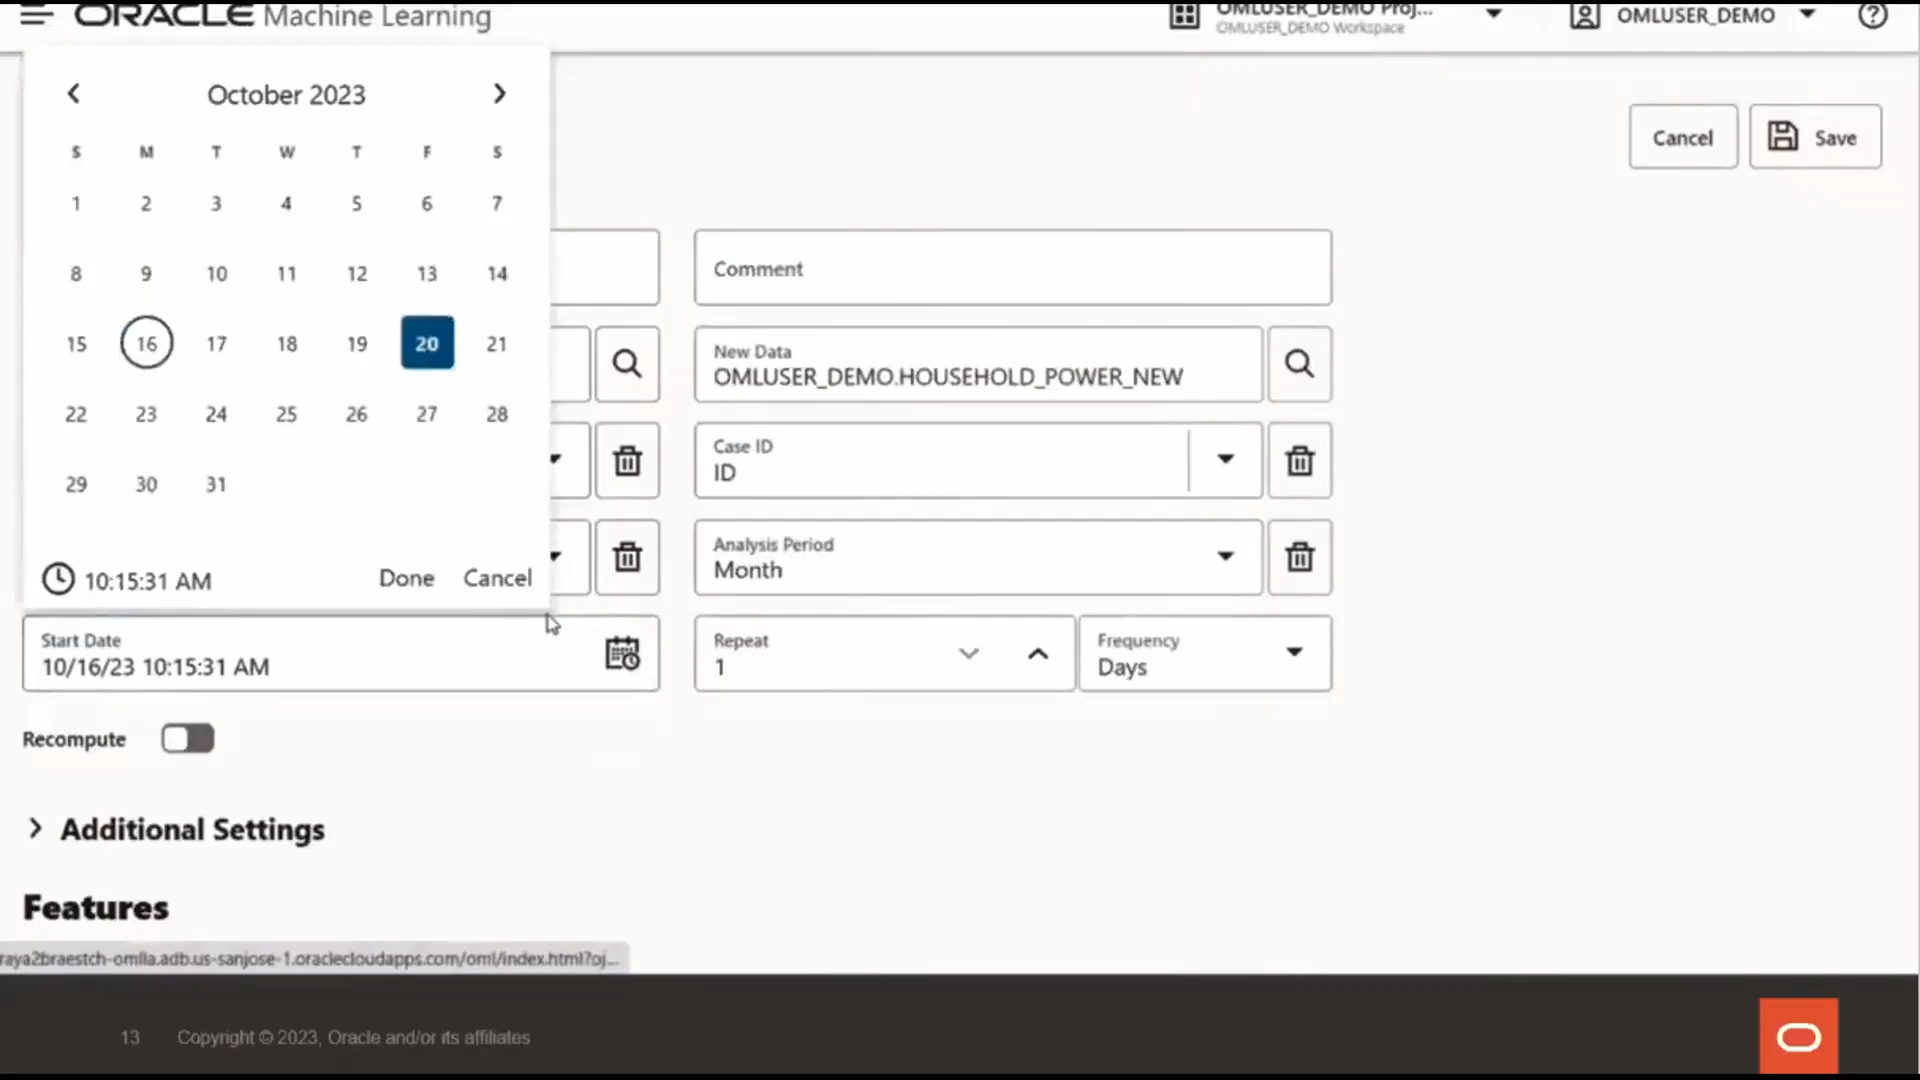 ORACLE Machine Learning
OMLUSER_DEMO Proj...
OMLUSER_DEMO Workspace
OMLUSER_DEMO
?
October 2023
S M T W T F S
1 2 3 4 5 6 7
8 9 10 11 12 13 14
15 16 17 18 19 20 21
22 23 24 25 26 27 28
29 30 31
10:15:31 AM
Done
Cancel
Cancel
Save
Comment
New Data
OMLUSER_DEMO.HOUSEHOLD_POWER_NEW
Case ID
ID
Analysis Period
Month
Start Date
10/16/23 10:15:31 AM
Repeat
1
Frequency
Days
Recompute
Additional Settings
Features
raya2braestch-omlla.adb.us-sanjose-1.oraclecloudapps.com/oml/index.html?oj...
13
Copyright © 2023, Oracle and/or its affiliates